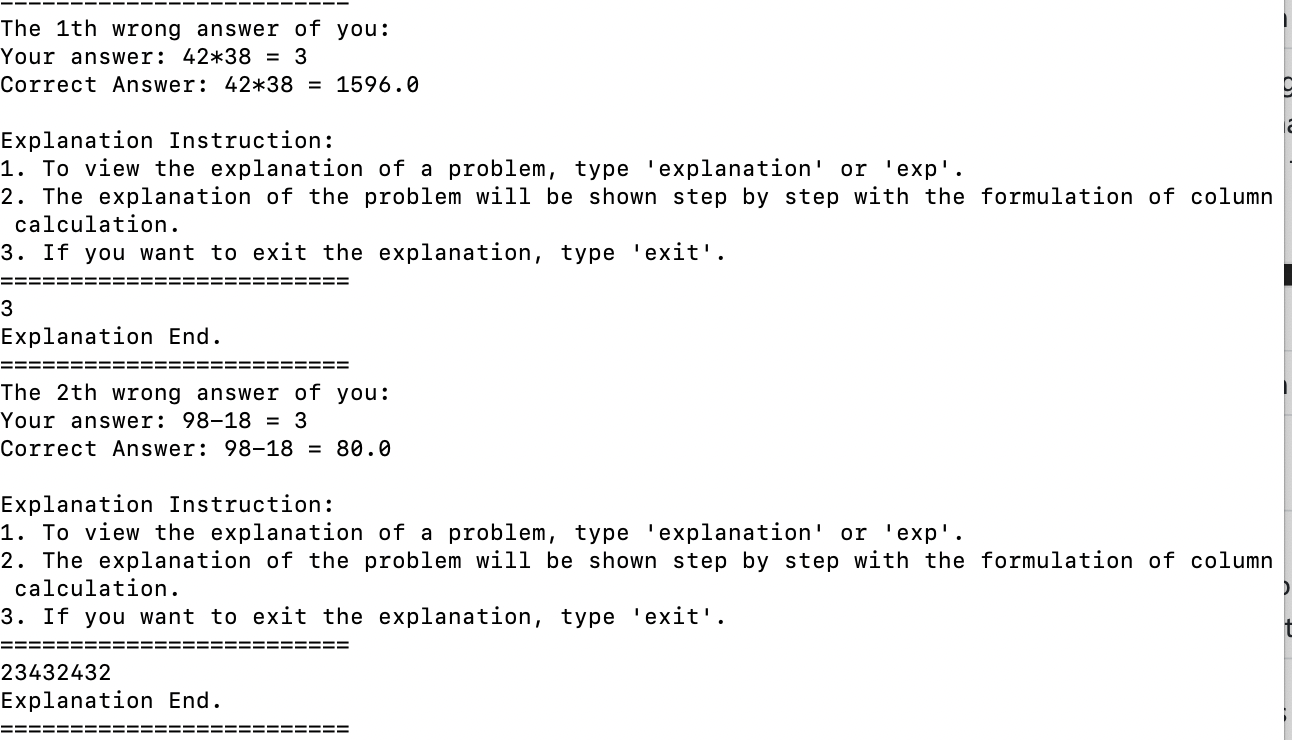 =========================
The 1th wrong answer of you:
Your answer: 42*38 = 3
Correct Answer: 42*38 = 1596.0
Explanation Instruction:
1. To view the explanation of a problem, type 'explanation' or 'exp'.
2. The explanation of the problem will be shown step by step with the formulation of column
calculation.
3. If you want to exit the explanation, type 'exit'.
=========================
3
Explanation End.
=========================
The 2th wrong answer of you:
Your answer: 98-18 = 3
Correct Answer: 98-18 = 80.0
Explanation Instruction:
1. To view the explanation of a problem, type 'explanation' or 'exp'.
2. The explanation of the problem will be shown step by step with the formulation of column
calculation.
3. If you want to exit the explanation, type 'exit'.
=========================
23432432
Explanation End.
=========================